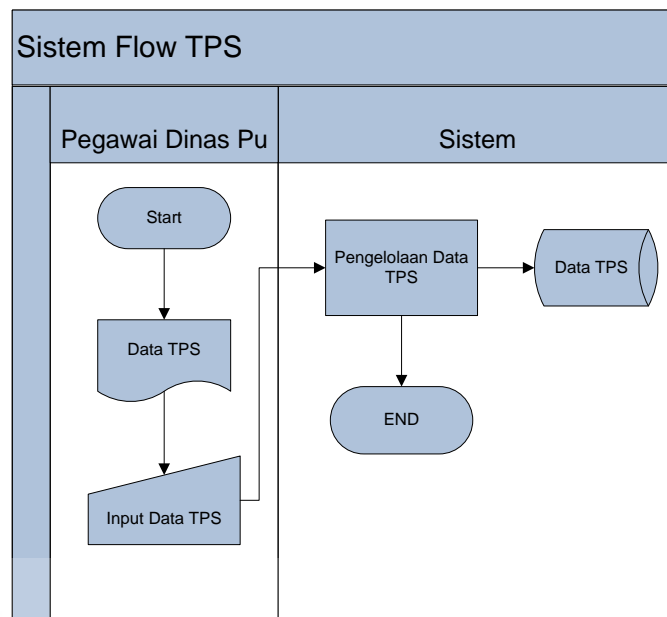 Sistem Flow TPS
Pegawai Dinas Pu
Sistem
Start
Data TPS
Input Data TPS
Pengelolaan Data
TPS
Data TPS
END